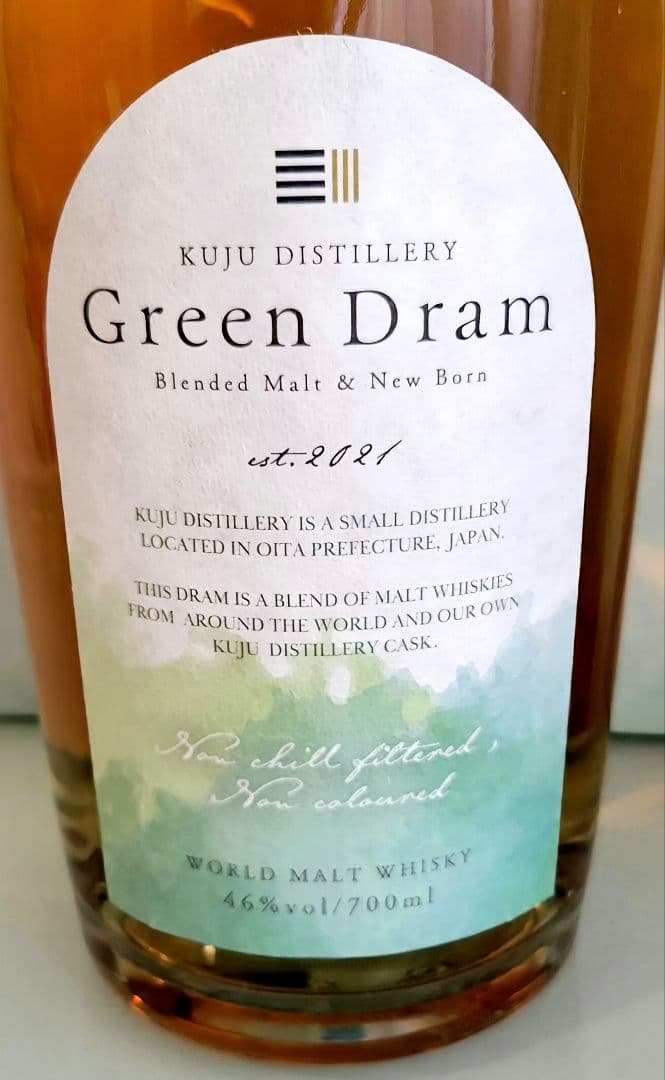 KUJU DISTILLERY
Green Dram
Blended Malt & New Born
est. 2021
KUJU DISTILLERY IS A SMALL DISTILLERY
LOCATED IN OITA PREFECTURE, JAPAN.
THIS DRAM IS A BLEND OF MALT WHISKIES
FROM AROUND THE WORLD AND OUR OWN
KUJU DISTILLERY CASK.
Non chill filtered,
Non coloured
WORLD MALT WHISKY
46%vol/700ml